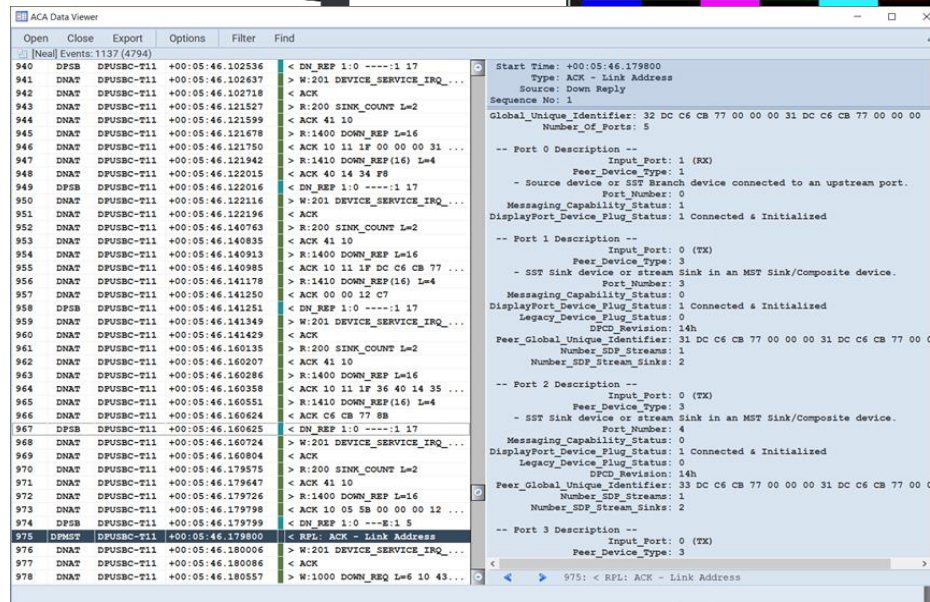 ACA Data Viewer
Open Close Export Options Filter Find
[Neal] Events: 1137 (4794)
940 DPSB DPUSBC-T11 +00:05:46.102536 < DN_REP 1:0 ----:1 17
941 DNAT DPUSBC-T11 +00:05:46.102637 > W:201 DEVICE_SERVICE_IRQ_...
942 DNAT DPUSBC-T11 +00:05:46.102718 < ACK
943 DNAT DPUSBC-T11 +00:05:46.121527 > R:200 SINK_COUNT L=2
944 DNAT DPUSBC-T11 +00:05:46.121599 < ACK 41 10
945 DNAT DPUSBC-T11 +00:05:46.121678 > R:1400 DOWN_REP L=16
946 DNAT DPUSBC-T11 +00:05:46.121750 < ACK 10 11 1F 00 00 00 31 ...
947 DNAT DPUSBC-T11 +00:05:46.121942 > R:1410 DOWN_REP(16) L=4
948 DNAT DPUSBC-T11 +00:05:46.122015 < ACK 40 14 34 F8
949 DPSB DPUSBC-T11 +00:05:46.122016 < DN_REP 1:0 ----:1 17
950 DNAT DPUSBC-T11 +00:05:46.122116 > W:201 DEVICE_SERVICE_IRQ_...
951 DNAT DPUSBC-T11 +00:05:46.122196 < ACK
952 DNAT DPUSBC-T11 +00:05:46.140763 > R:200 SINK_COUNT L=2
953 DNAT DPUSBC-T11 +00:05:46.140835 < ACK 41 10
954 DNAT DPUSBC-T11 +00:05:46.140913 > R:1400 DOWN_REP L=16
955 DNAT DPUSBC-T11 +00:05:46.140985 < ACK 10 11 1F DC C6 CB 77 ...
956 DNAT DPUSBC-T11 +00:05:46.141178 > R:1410 DOWN_REP(16) L=4
957 DNAT DPUSBC-T11 +00:05:46.141250 < ACK 00 00 12 C7
958 DPSB DPUSBC-T11 +00:05:46.141251 < DN_REP 1:0 ----:1 17
959 DNAT DPUSBC-T11 +00:05:46.141349 > W:201 DEVICE_SERVICE_IRQ_...
960 DNAT DPUSBC-T11 +00:05:46.141429 < ACK
961 DNAT DPUSBC-T11 +00:05:46.160135 > R:200 SINK_COUNT L=2
962 DNAT DPUSBC-T11 +00:05:46.160207 < ACK 41 10
963 DNAT DPUSBC-T11 +00:05:46.160286 > R:1400 DOWN_REP L=16
964 DNAT DPUSBC-T11 +00:05:46.160358 < ACK 10 11 1F 36 40 14 35 ...
965 DNAT DPUSBC-T11 +00:05:46.160551 > R:1410 DOWN_REP(16) L=4
966 DNAT DPUSBC-T11 +00:05:46.160624 < ACK C6 CB 77 8B
967 DPSB DPUSBC-T11 +00:05:46.160625 < DN_REP 1:0 ----:1 17
968 DNAT DPUSBC-T11 +00:05:46.160724 > W:201 DEVICE_SERVICE_IRQ_...
969 DNAT DPUSBC-T11 +00:05:46.160804 < ACK
970 DNAT DPUSBC-T11 +00:05:46.179575 > R:200 SINK_COUNT L=2
971 DNAT DPUSBC-T11 +00:05:46.179647 < ACK 41 10
972 DNAT DPUSBC-T11 +00:05:46.179726 > R:1400 DOWN_REP L=16
973 DNAT DPUSBC-T11 +00:05:46.179798 < ACK 10 05 5B 00 00 00 12 ...
974 DPSB DPUSBC-T11 +00:05:46.179799 < DN_REP 1:0 ---E:1 5
975 DPMST DPUSBC-T11 +00:05:46.179800 < RPL: ACK - Link Address
976 DNAT DPUSBC-T11 +00:05:46.180006 > W:201 DEVICE_SERVICE_IRQ_...
977 DNAT DPUSBC-T11 +00:05:46.180086 < ACK
978 DNAT DPUSBC-T11 +00:05:46.180557 > W:1000 DOWN_REQ L=6 10 43...
Start Time: +00:05:46.179800
Type: ACK - Link Address
Source: Down Reply
Sequence No: 1
Global_Unique_Identifier: 32 DC C6 CB 77 00 00 00 31 DC C6 CB 77 00 00 00
Number_Of_Ports: 5
-- Port 0 Description --
Input_Port: 1 (RX)
Peer_Device_Type: 1
- Source device or SST Branch device connected to an upstream port.
Port_Number: 0
Messaging_Capability_Status: 1
DisplayPort_Device_Plug_Status: 1 Connected & Initialized
-- Port 1 Description --
Input_Port: 0 (TX)
Peer_Device_Type: 3
- SST Sink device or stream Sink in an MST Sink/Composite device.
Port_Number: 3
Messaging_Capability_Status: 0
DisplayPort_Device_Plug_Status: 1 Connected & Initialized
Legacy_Device_Plug_Status: 0
DPCD_Revision: 14h
Peer_Global_Unique_Identifier: 31 DC C6 CB 77 00 00 00 31 DC C6 CB 77 00
Number_SDP_Streams: 1
Number_SDP_Stream_Sinks: 2
-- Port 2 Description --
Input_Port: 0 (TX)
Peer_Device_Type: 3
- SST Sink device or stream Sink in an MST Sink/Composite device.
Port_Number: 4
Messaging_Capability_Status: 0
DisplayPort_Device_Plug_Status: 1 Connected & Initialized
Legacy_Device_Plug_Status: 0
DPCD_Revision: 14h
Peer_Global_Unique_Identifier: 33 DC C6 CB 77 00 00 00 31 DC C6 CB 77 00
Number_SDP_Streams: 1
Number_SDP_Stream_Sinks: 2
-- Port 3 Description --
Input_Port: 0 (TX)
Peer_Device_Type: 3
975: < RPL: ACK - Link Address